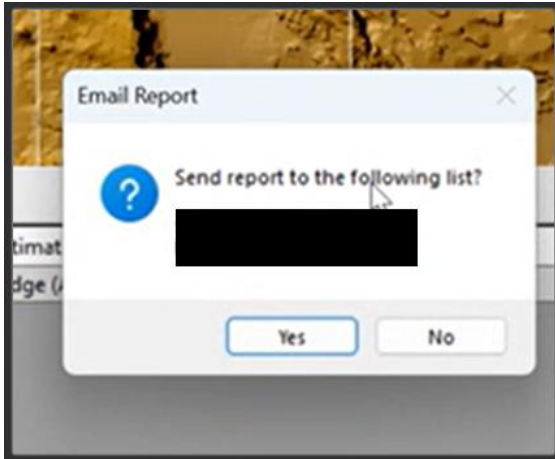 Email Report
Send report to the following list?
timat
dge (
Yes
No